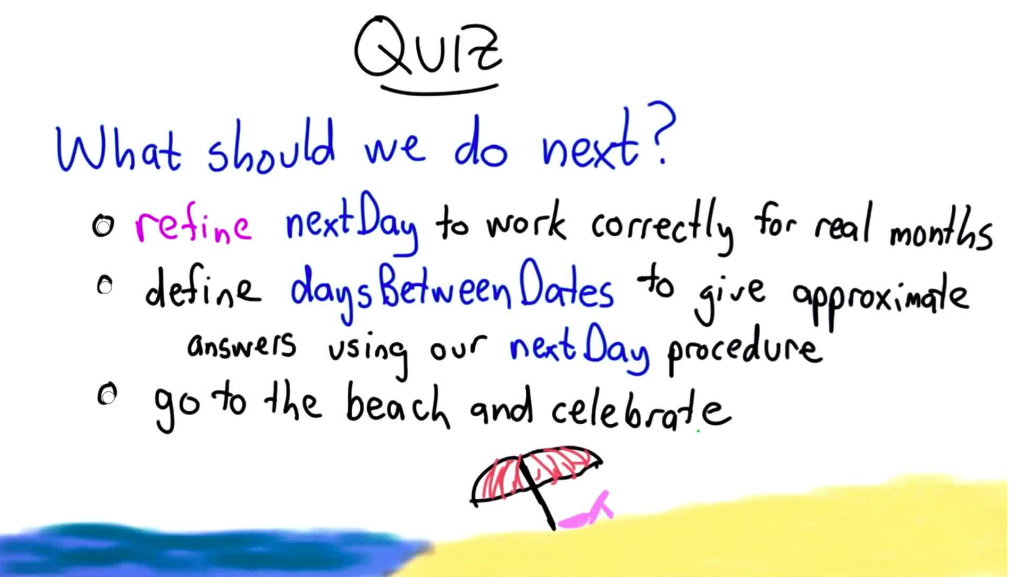 QUIZ
What should we do next?
refine nextDay to work correctly for real months
define daysBetweenDates to give approximate
answers using our nextDay procedure
go to the beach and celebrate